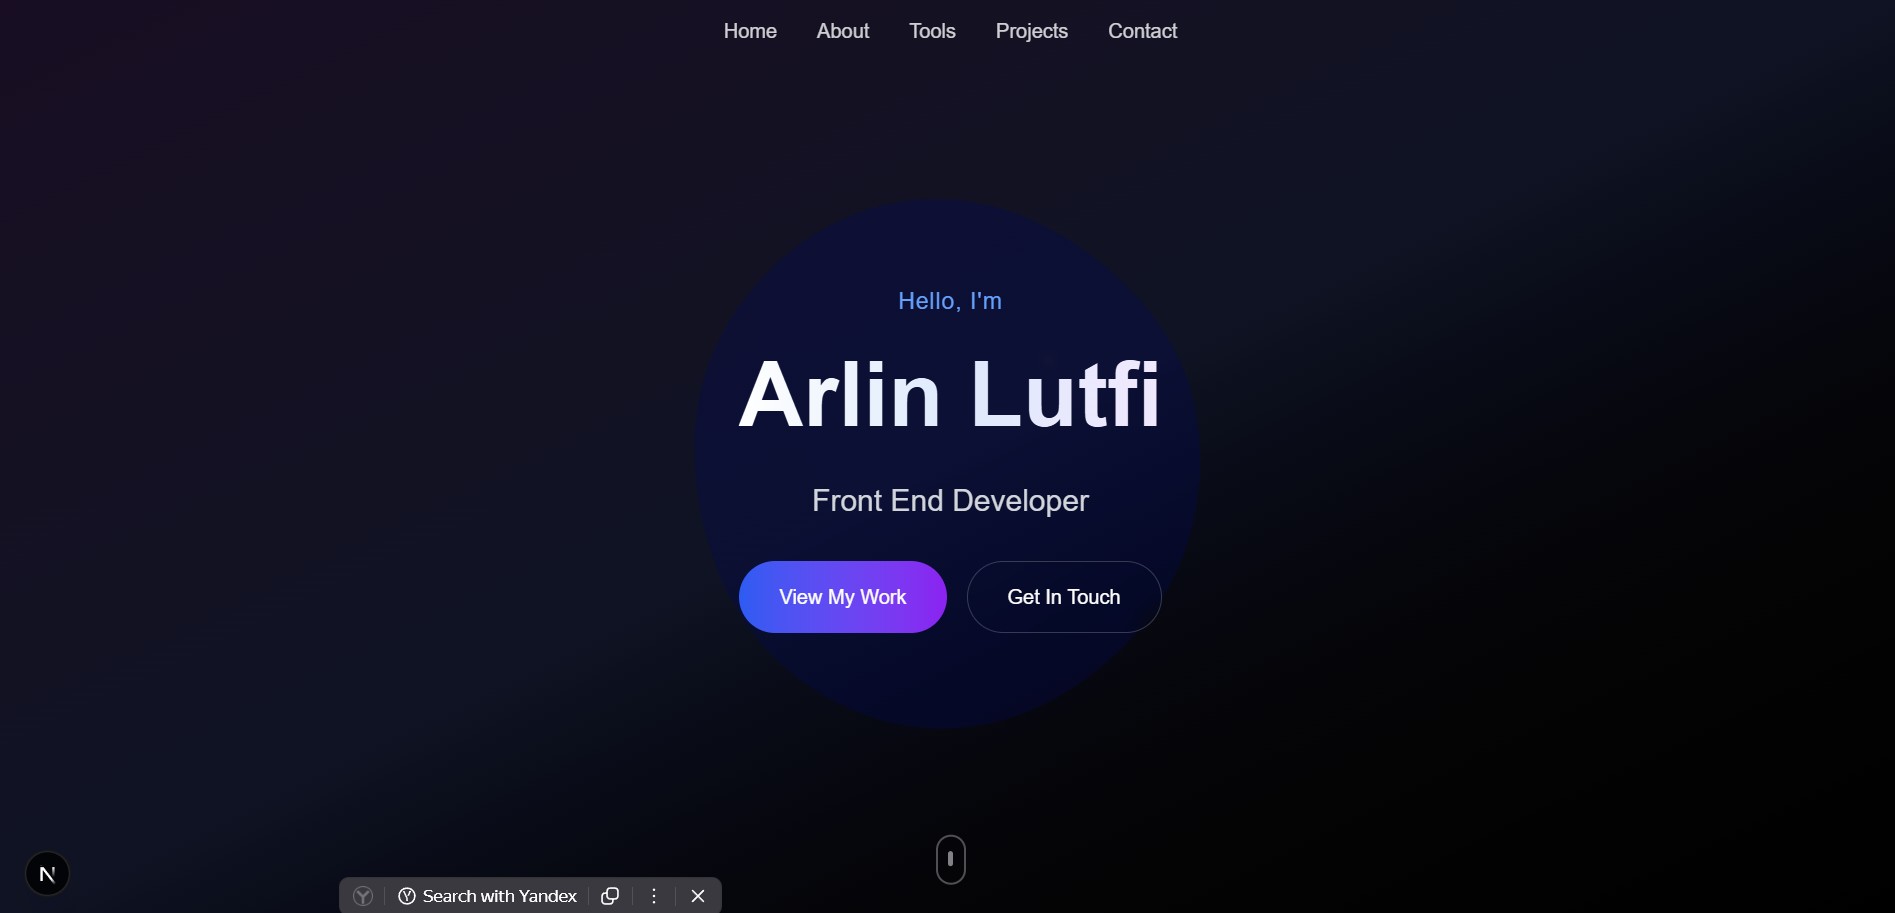 Home About Tools Projects Contact
Hello, I'm
Arlin Lutfi
Front End Developer
View My Work Get In Touch
N
Y Y Search with Yandex